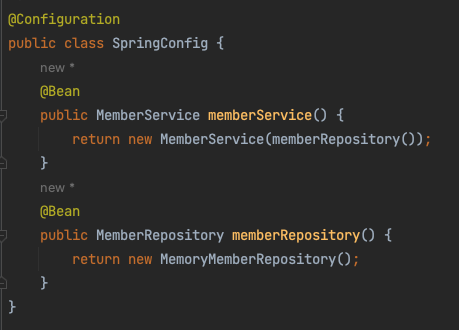 @Configuration
public class SpringConfig {
new *
@Bean
public MemberService memberService() {
return new MemberService(memberRepository());
}
new *
@Bean
public MemberRepository memberRepository() {
return new MemoryMemberRepository();
}
}